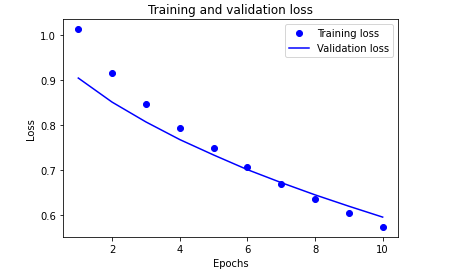 Training and validation loss
Training loss
Validation loss
1.0
0.9
0.8
0.7
0.6
Loss
2 4 6 8 10
Epochs